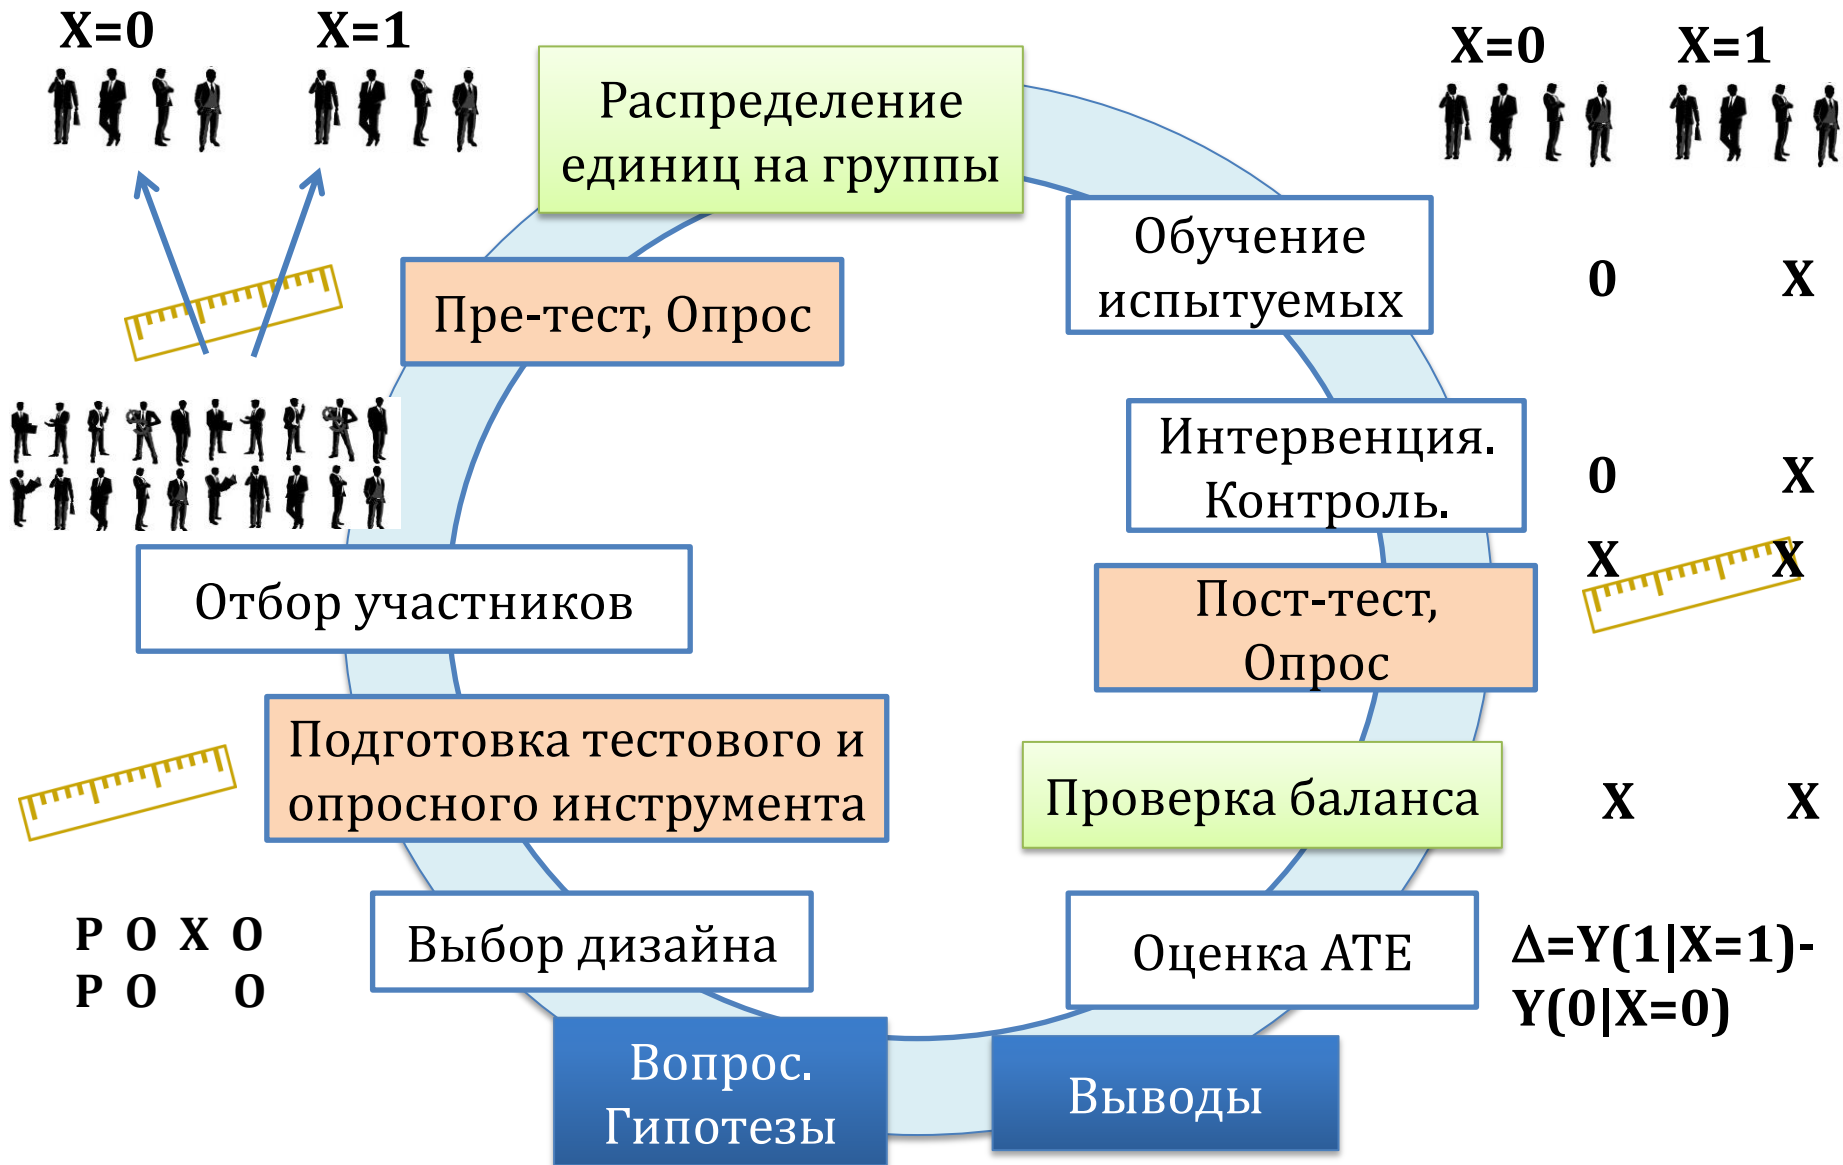 X=0 X=1
X=0 X=1
Распределение
единиц на группы
Обучение
испытуемых
0 X
Пре-тест, Опрос
Интервенция.
Контроль.
0 X
X X
Отбор участников
Пост-тест,
Опрос
Подготовка тестового и
опросного инструмента
Проверка баланса
X X
P O X O
P O O
Выбор дизайна
Оценка ATE
Δ=Y(1|X=1)-
Y(0|X=0)
Вопрос.
Гипотезы
Выводы